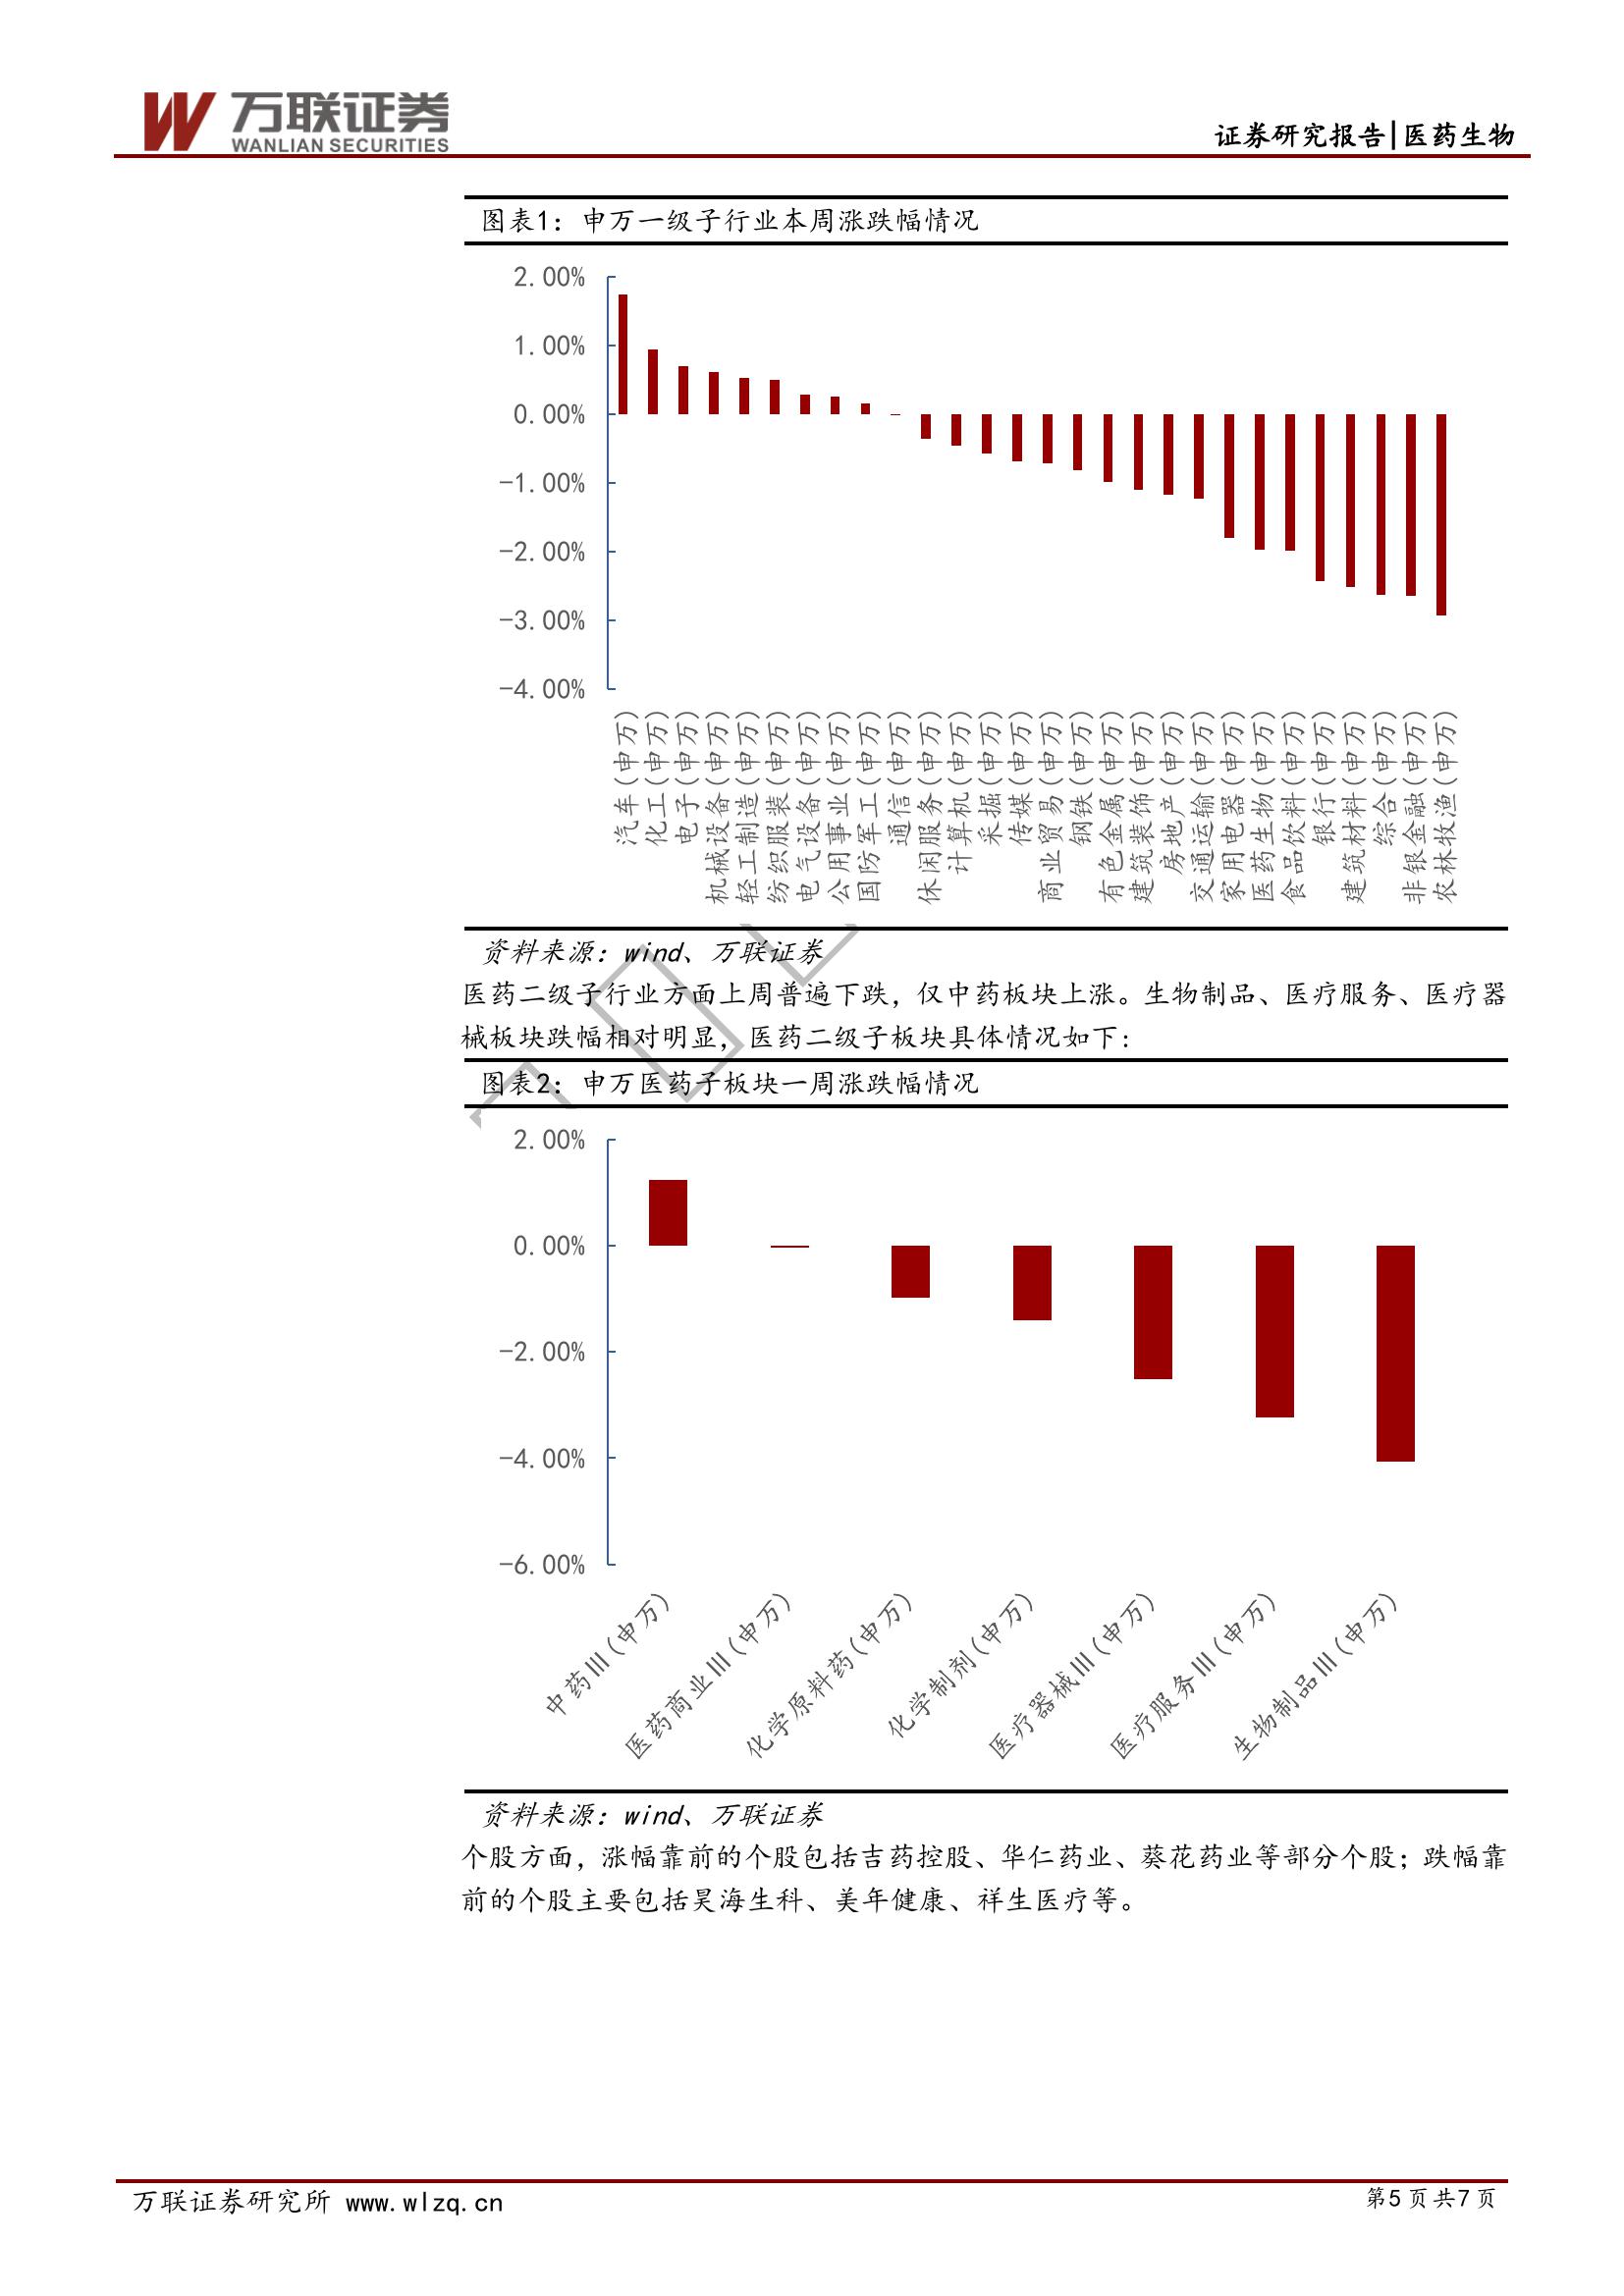 万联证券
WANLIAN SECURITIES
证券研究报告|医药生物
图表1：申万一级子行业本周涨跌幅情况
2.00%
1.00%
0.00%
-1.00%
-2.00%
-3.00%
-4.00%
汽车(申万)
化工(申万)
电子(申万)
机械设备(申万)
轻工制造(申万)
纺织服装(申万)
电气设备(申万)
公用事业(申万)
国防军工(申万)
通信(申万)
休闲服务(申万)
计算机(申万)
采掘(申万)
传媒(申万)
商业贸易(申万)
钢铁(申万)
有色金属(申万)
建筑装饰(申万)
房地产(申万)
交通运输(申万)
家用电器(申万)
医药生物(申万)
食品饮料(申万)
银行(申万)
建筑材料(申万)
综合(申万)
非银金融(申万)
农林牧渔(申万)
资料来源：wind、万联证券
医药二级子行业方面上周普遍下跌，仅中药板块上涨。生物制品、医疗服务、医疗器
械板块跌幅相对明显，医药二级子板块具体情况如下：
图表2：申万医药子板块一周涨跌幅情况
2.00%
0.00%
-2.00%
-4.00%
-6.00%
中药Ⅲ(申万)
医药商业Ⅲ(申万)
化学原料药(申万)
化学制剂(申万)
医疗器械Ⅲ(申万)
医疗服务Ⅲ(申万)
生物制品Ⅲ(申万)
资料来源：wind、万联证券
个股方面，涨幅靠前的个股包括吉药控股、华仁药业、葵花药业等部分个股；跌幅靠
前的个股主要包括昊海生科、美年健康、祥生医疗等。
万联证券研究所 www.wlzq.cn
第5页共7页